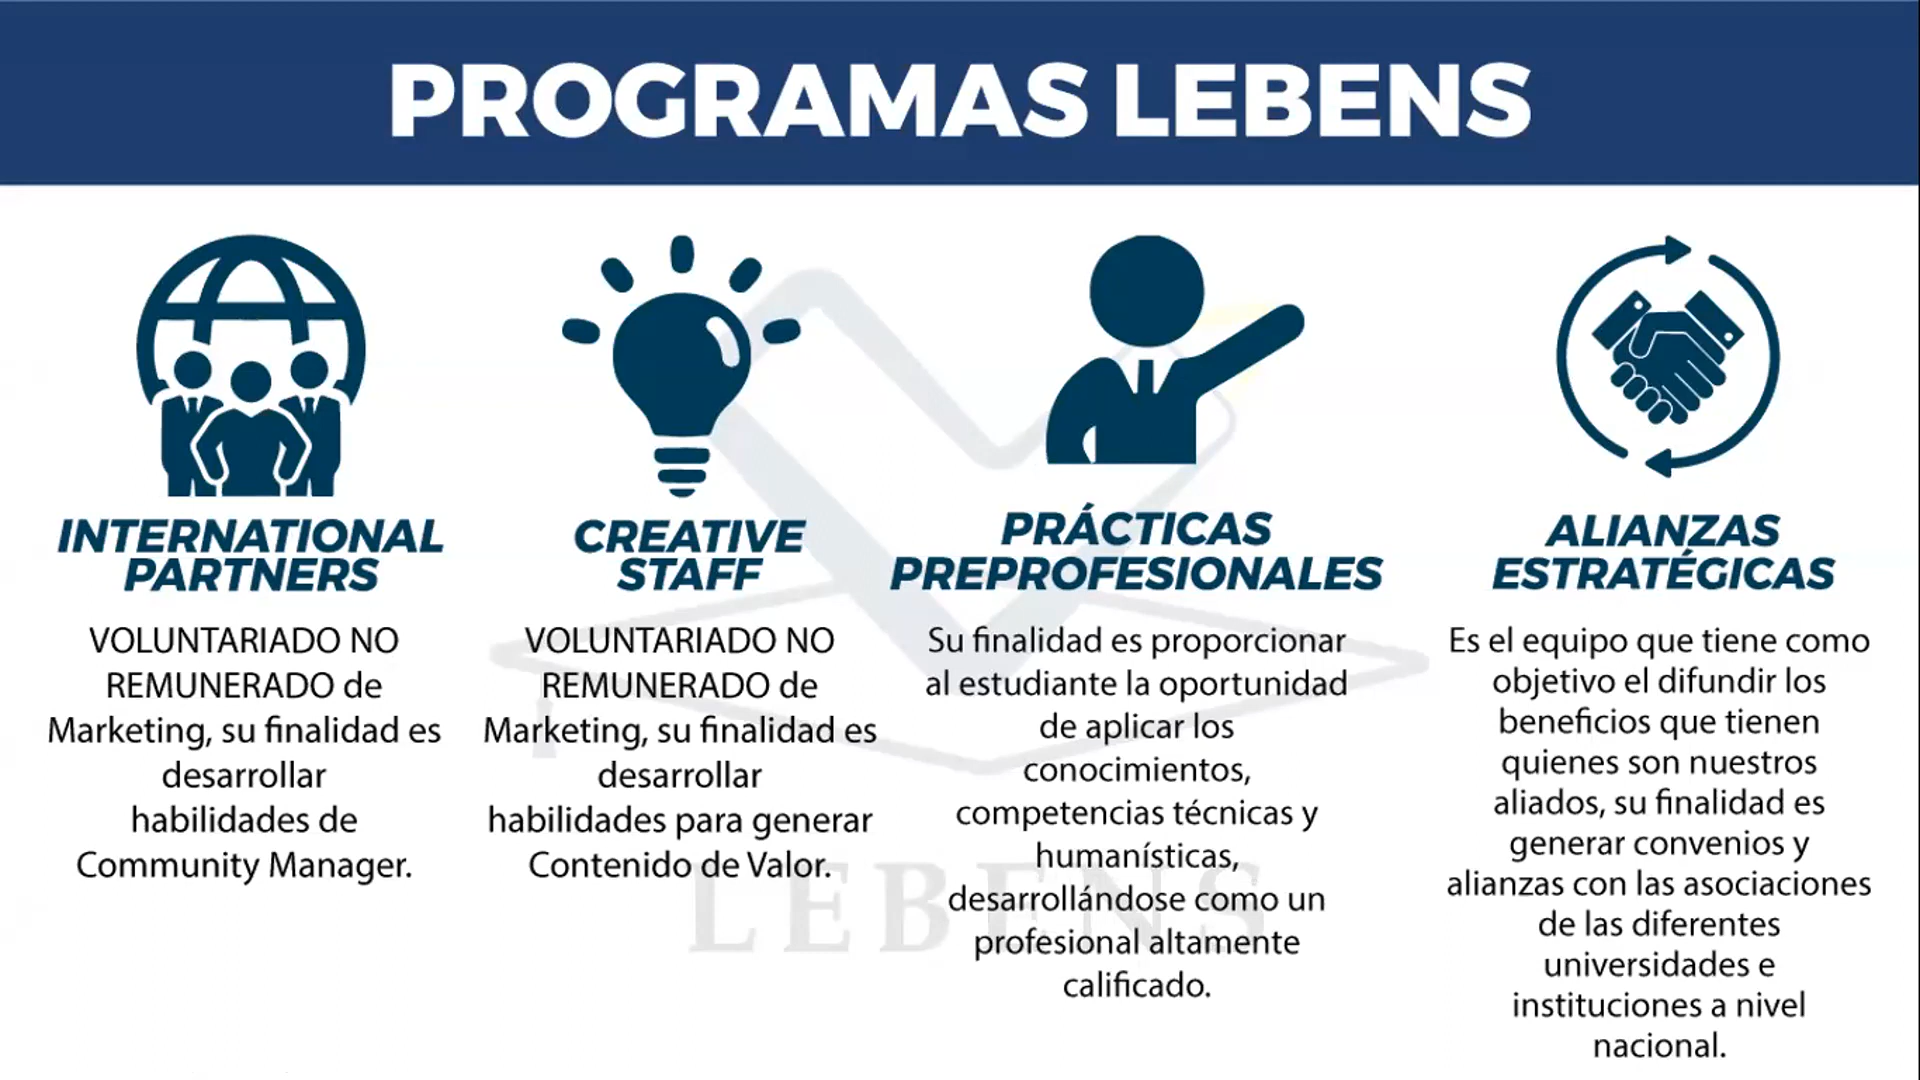 PROGRAMAS LEBENS
INTERNATIONAL
PARTNERS
VOLUNTARIADO NO
REMUNERADO de
Marketing, su finalidad es
desarrollar
habilidades de
Community Manager.
CREATIVE
STAFF
VOLUNTARIADO NO
REMUNERADO de
Marketing, su finalidad es
desarrollar
habilidades para generar
Contenido de Valor.
PRÁCTICAS
PREPROFESIONALES
Su finalidad es proporcionar
al estudiante la oportunidad
de aplicar los
conocimientos,
competencias técnicas y
humanísticas,
desarrollándose como un
profesional altamente
calificado.
ALIANZAS
ESTRATÉGICAS
Es el equipo que tiene como
objetivo el difundir los
beneficios que tienen
quienes son nuestros
aliados, su finalidad es
generar convenios y
alianzas con las asociaciones
de las diferentes
universidades e
instituciones a nivel
nacional.
LEBENS